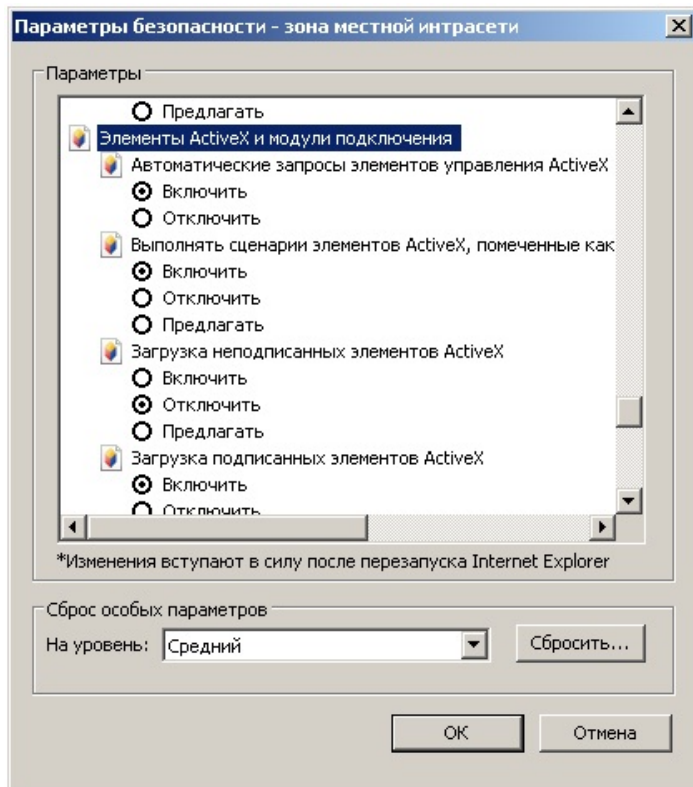 Параметры безопасности - зона местной интрасети
Параметры
Предлагать
Элементы ActiveX и модули подключения
Автоматические запросы элементов управления ActiveX
Включить
Отключить
Выполнять сценарии элементов ActiveX, помеченные как
Включить
Отключить
Предлагать
Загрузка неподписанных элементов ActiveX
Включить
Отключить
Предлагать
Загрузка подписанных элементов ActiveX
Включить
Отключить
*Изменения вступают в силу после перезапуска Internet Explorer
Сброс особых параметров
На уровень: Средний Сбросить...
OK Отмена